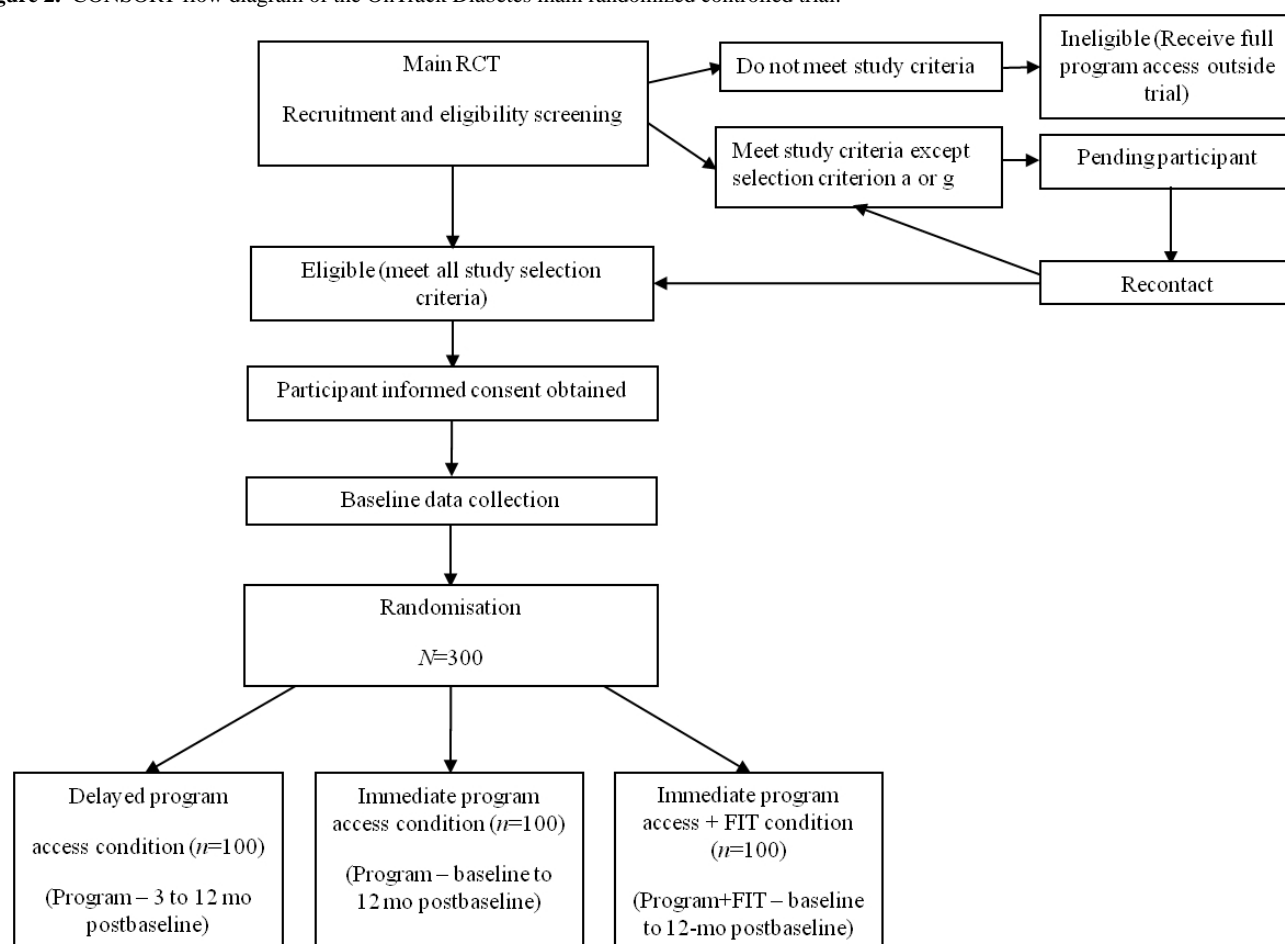 gure 2. CONSORT flow diagram of the OnTrack Diabetes main randomized controlled trial.
Main RCT
Recruitment and eligibility screening
Do not meet study criteria
Ineligible (Receive full
program access outside
trial)
Meet study criteria except
selection criterion a or g
Pending participant
Recontact
Eligible (meet all study selection
criteria)
Participant informed consent obtained
Baseline data collection
Randomisation
N=300
Delayed program
access condition (n=100)
(Program – 3 to 12 mo
postbaseline)
Immediate program
access condition (n=100)
(Program – baseline to
12 mo postbaseline)
Immediate program
access + FIT condition
(n=100)
(Program+FIT – baseline
to 12-mo postbaseline)